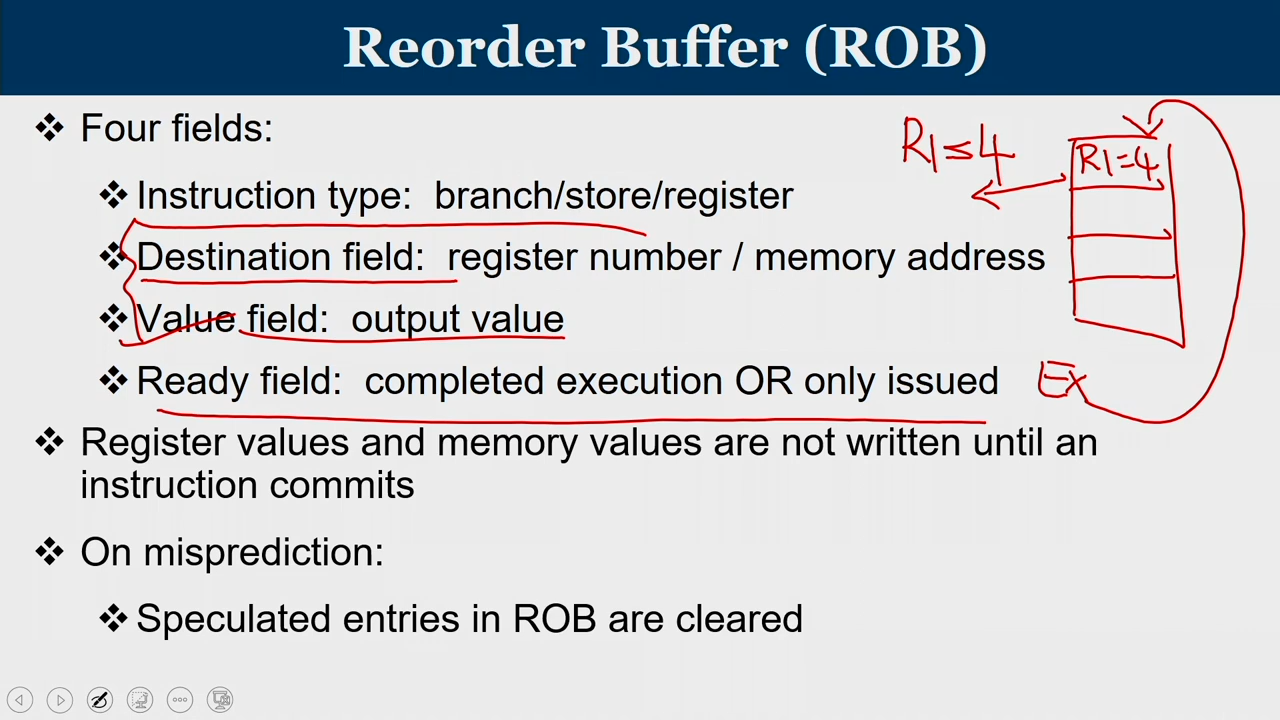 Reorder Buffer (ROB)
❖ Four fields:
❖ Instruction type: branch/store/register
❖ Destination field: register number / memory address
❖ Value field: output value
❖ Ready field: completed execution OR only issued
❖ Register values and memory values are not written until an
instruction commits
❖ On misprediction:
❖ Speculated entries in ROB are cleared
R1≤4
R1=4
Ex